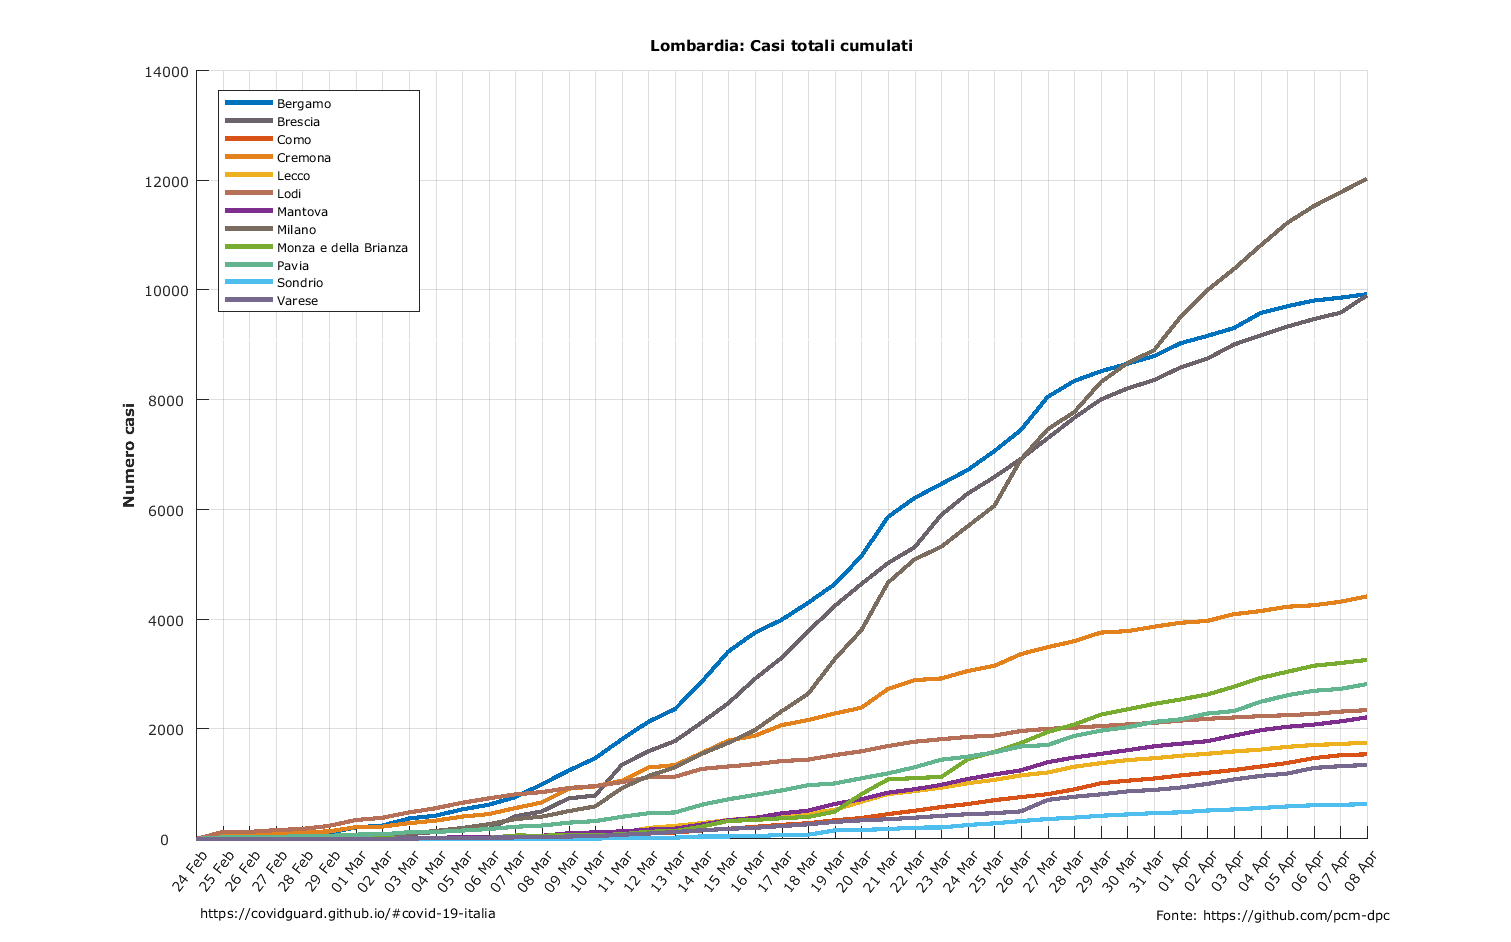 Lombardia: Casi totali cumulati
Numero casi
14000
12000
10000
8000
6000
4000
2000
0
Bergamo
Brescia
Como
Cremona
Lecco
Lodi
Mantova
Milano
Monza e della Brianza
Pavia
Sondrio
Varese
24 Feb
25 Feb
26 Feb
27 Feb
28 Feb
29 Feb
01 Mar
02 Mar
03 Mar
04 Mar
05 Mar
06 Mar
07 Mar
08 Mar
09 Mar
10 Mar
11 Mar
12 Mar
13 Mar
14 Mar
15 Mar
16 Mar
17 Mar
18 Mar
19 Mar
20 Mar
21 Mar
22 Mar
23 Mar
24 Mar
25 Mar
26 Mar
27 Mar
28 Mar
29 Mar
30 Mar
31 Mar
01 Apr
02 Apr
03 Apr
04 Apr
05 Apr
06 Apr
07 Apr
08 Apr
https://covidguard.github.io/#covid-19-italia
Fonte: https://github.com/pcm-dpc